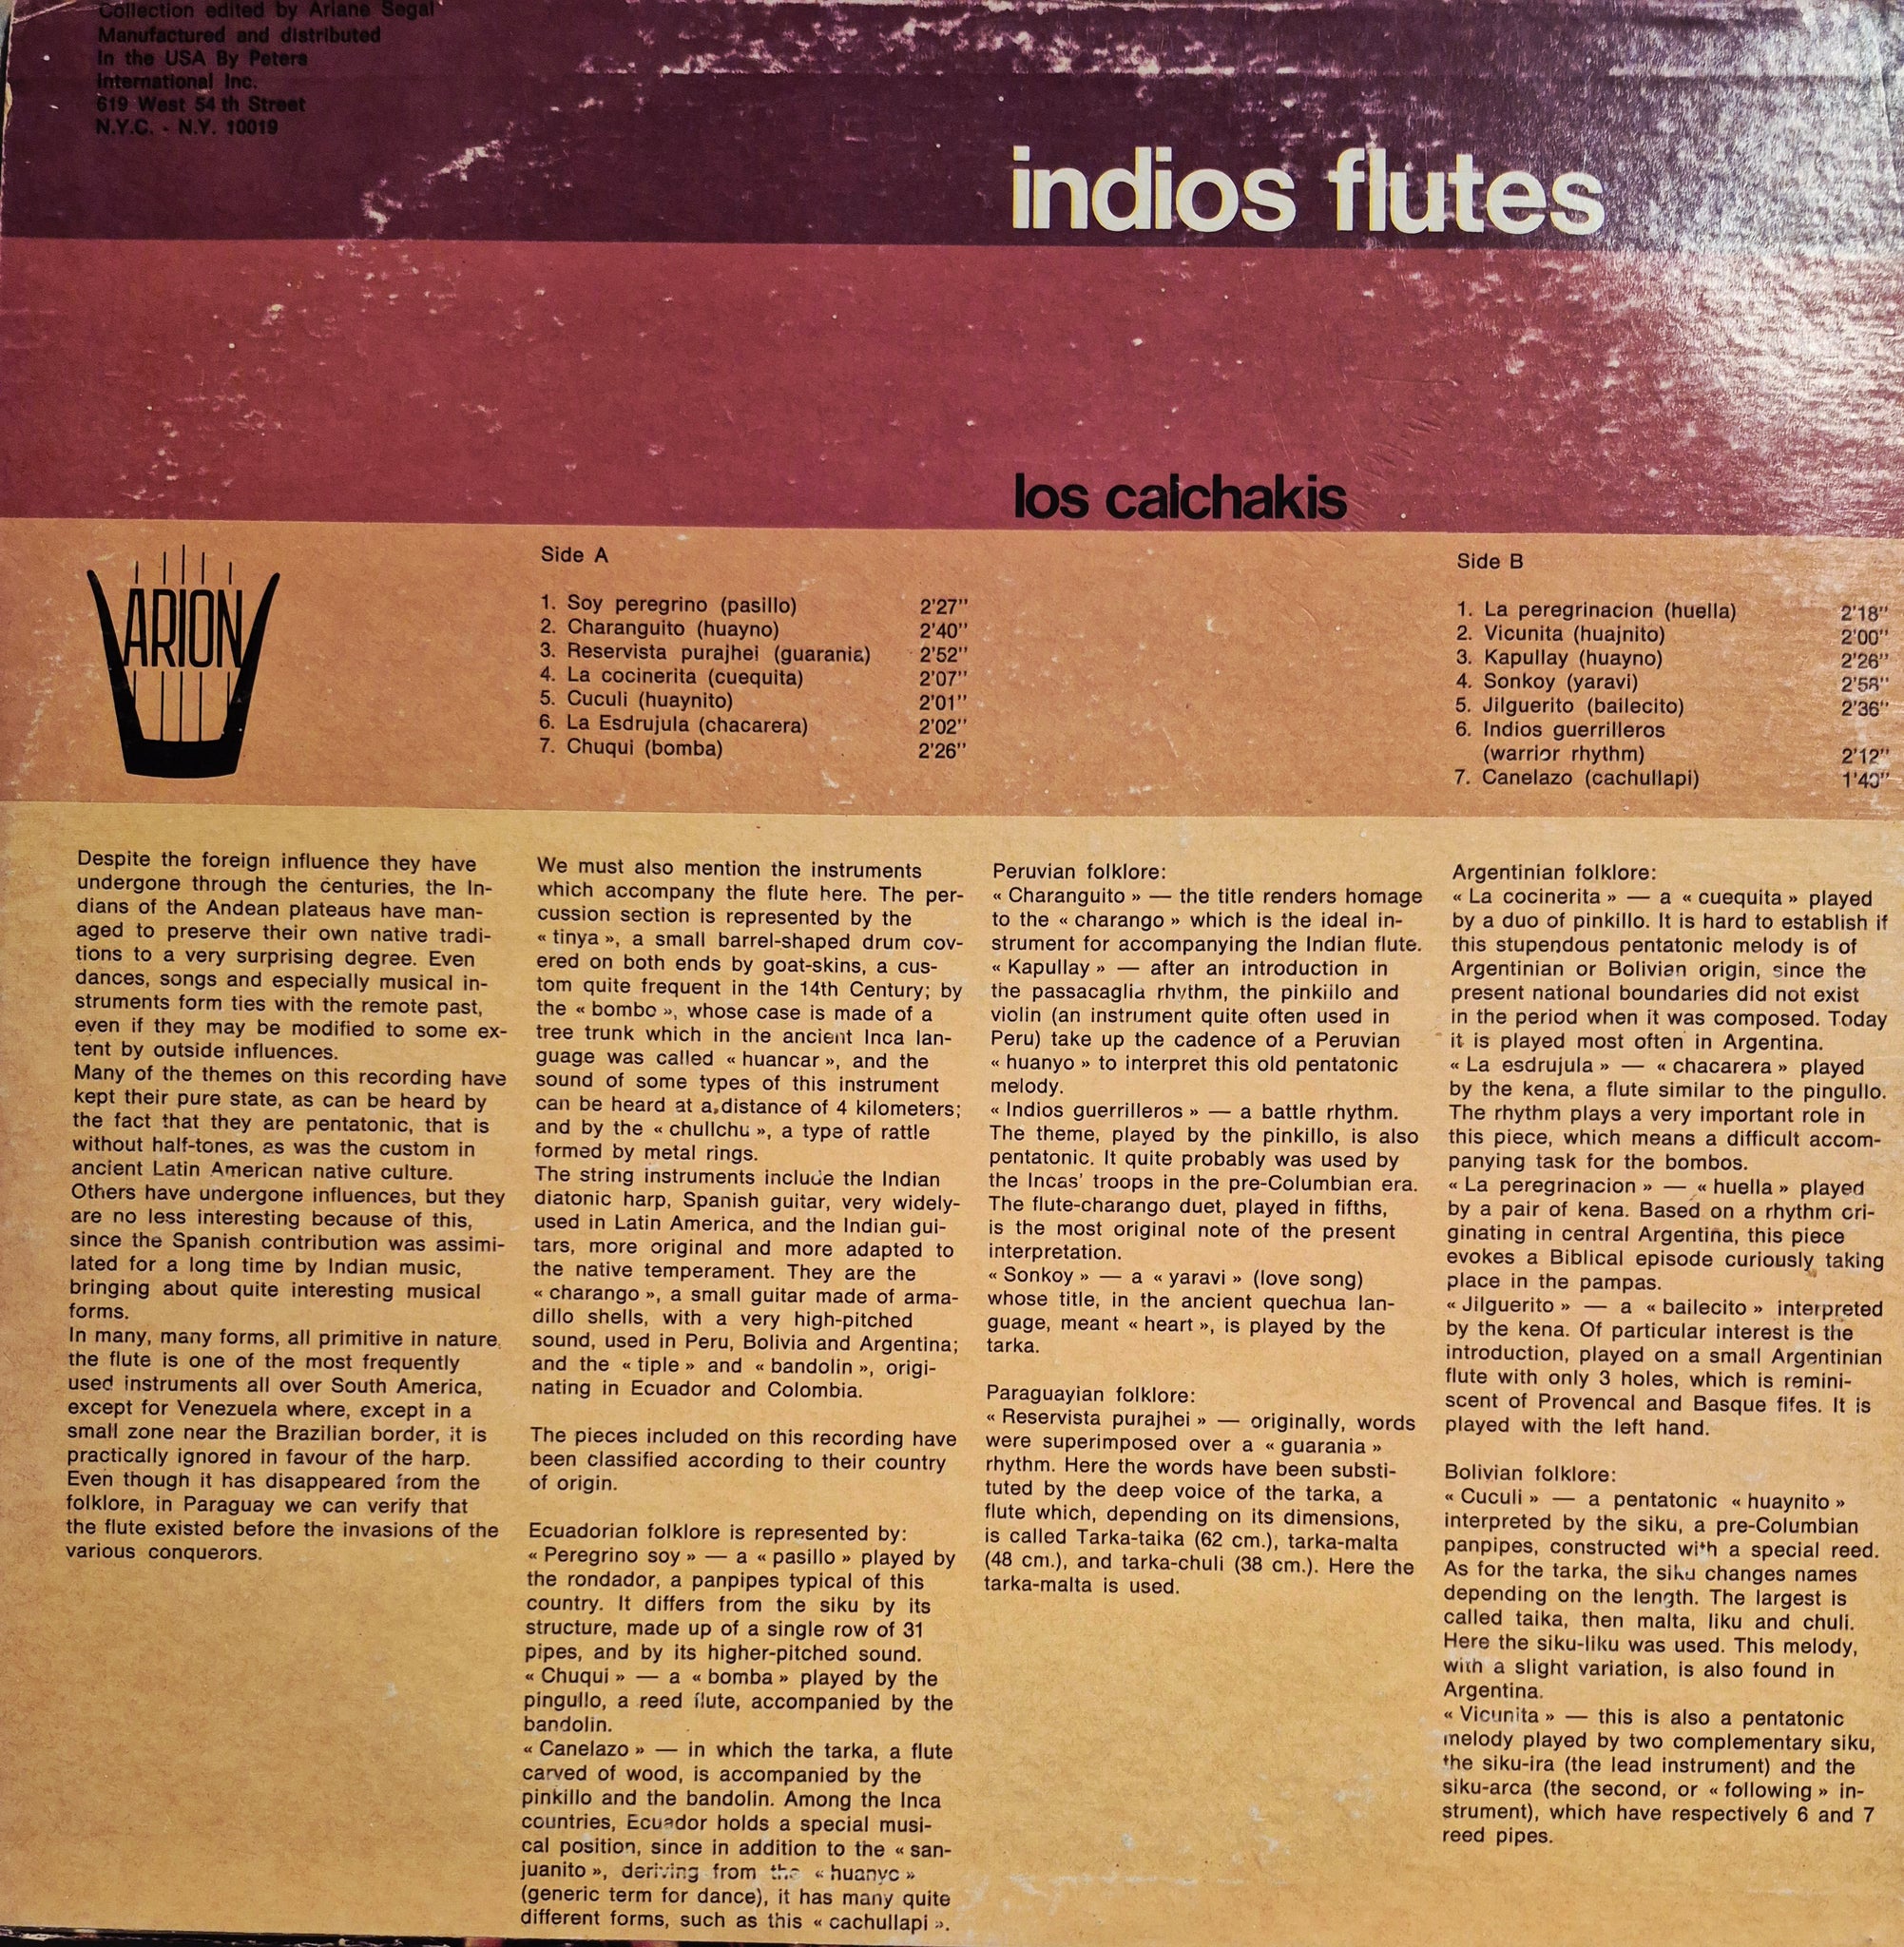 Collection edited by Ariane Segal
Manufactured and distributed
In the USA By Peters
International Inc.
619 West 54 th Street
N.Y.C. - N.Y. 10019
indios flutes
los calchakis
ARION
Side A
1. Soy peregrino (pasillo) 2'27''
2. Charanguito (huayno) 2'40''
3. Reservista purajhei (guarania) 2'52''
4. La cocinerita (cuequita) 2'07''
5. Cuculi (huaynito) 2'01''
6. La Esdrujula (chacarera) 2'02''
7. Chuqui (bomba) 2'26''
Side B
1. La peregrinacion (huella) 2'18''
2. Vicunita (huajnito) 2'00''
3. Kapullay (huayno) 2'26''
4. Sonkoy (yaravi) 2'58''
5. Jilguerito (bailecito) 2'36''
6. Indios guerrilleros
(warrior rhythm) 2'12''
7. Canelazo (cachullapi)
Despite the foreign influence they have
undergone through the centuries, the In-
dians of the Andean plateaus have man-
aged to preserve their own native tradi-
tions to a very surprising degree. Even
dances, songs and especially musical in-
struments form ties with the remote past,
even if they may be modified to some ex-
tent by outside influences.
Many of the themes on this recording have
kept their pure state, as can be heard by
the fact that they are pentatonic, that is
without half-tones, as was the custom in
ancient Latin American native culture.
Others have undergone influences, but they
are no less interesting because of this,
since the Spanish contribution was assimi-
lated for a long time by Indian music,
bringing about quite interesting musical
forms.
In many, many forms, all primitive in nature,
the flute is one of the most frequently
used instruments all over South America,
except for Venezuela where, except in a
small zone near the Brazilian border, it is
practically ignored in favour of the harp.
Even though it has disappeared from the
folklore, in Paraguay we can verify that
the flute existed before the invasions of the
various conquerors.
We must also mention the instruments
which accompany the flute here. The per-
cussion section is represented by the
« tinya », a small barrel-shaped drum cov-
ered on both ends by goat-skins, a cus-
tom quite frequent in the 14th Century; by
the « bombo », whose case is made of a
tree trunk which in the ancient Inca lan-
guage was called « huancar », and the
sound of some types of this instrument
can be heard at a distance of 4 kilometers;
and by the « chullchu », a type of rattle
formed by metal rings.
The string instruments include the Indian
diatonic harp, Spanish guitar, very widely-
used in Latin America, and the Indian gui-
tars, more original and more adapted to
the native temperament. They are the
« charango », a small guitar made of arma-
dillo shells, with a very high-pitched
sound, used in Peru, Bolivia and Argentina;
and the « tiple » and « bandolin », origi-
nating in Ecuador and Colombia.
The pieces included on this recording have
been classified according to their country
of origin.
Ecuadorian folklore is represented by:
« Peregrino soy » — a « pasillo » played by
the rondador, a panpipes typical of this
country. It differs from the siku by its
structure, made up of a single row of 31
pipes, and by its higher-pitched sound.
« Chuqui » — a « bomba » played by the
pingullo, a reed flute, accompanied by the
bandolin.
« Canelazo » — in which the tarka, a flute
carved of wood, is accompanied by the
pinkillo and the bandolin. Among the Inca
countries, Ecuador holds a special musi-
cal position, since in addition to the « san-
juanito », deriving from the « huanyo »
(generic term for dance), it has many quite
different forms, such as this « cachullapi ».
Peruvian folklore:
« Charanguito » — the title renders homage
to the « charango » which is the ideal in-
strument for accompanying the Indian flute.
« Kapullay » — after an introduction in
the passacaglia rhythm, the pinkillo and
violin (an instrument quite often used in
Peru) take up the cadence of a Peruvian
« huanyo » to interpret this old pentatonic
melody.
« Indios guerrilleros » — a battle rhythm.
The theme, played by the pinkillo, is also
pentatonic. It quite probably was used by
the Incas' troops in the pre-Columbian era.
The flute-charango duet, played in fifths,
is the most original note of the present
interpretation.
« Sonkoy » — a « yaravi » (love song)
whose title, in the ancient quechua lan-
guage, meant « heart », is played by the
tarka.
Paraguayian folklore:
« Reservista purajhei » — originally, words
were superimposed over a « guarania »
rhythm. Here the words have been substi-
tuted by the deep voice of the tarka, a
flute which, depending on its dimensions,
is called Tarka-taika (62 cm.), tarka-malta
(48 cm.), and tarka-chuli (38 cm.). Here the
tarka-malta is used.
Argentinian folklore:
« La cocinerita » — a « cuequita » played
by a duo of pinkillo. It is hard to establish if
this stupendous pentatonic melody is of
Argentinian or Bolivian origin, since the
present national boundaries did not exist
in the period when it was composed. Today
it is played most often in Argentina.
« La esdrujula » — « chacarera » played
by the kena, a flute similar to the pingullo.
The rhythm plays a very important role in
this piece, which means a difficult accom-
panying task for the bombos.
« La peregrinacion » — « huella » played
by a pair of kena. Based on a rhythm ori-
ginating in central Argentina, this piece
evokes a Biblical episode curiously taking
place in the pampas.
« Jilguerito » — a « bailecito » interpreted
by the kena. Of particular interest is the
introduction, played on a small Argentinian
flute with only 3 holes, which is remini-
scent of Provencal and Basque fifes. It is
played with the left hand.
Bolivian folklore:
« Cuculi » — a pentatonic « huaynito »
interpreted by the siku, a pre-Columbian
panpipes, constructed with a special reed.
As for the tarka, the siku changes names
depending on the length. The largest is
called taika, then malta, liku and chuli.
Here the siku-liku was used. This melody,
with a slight variation, is also found in
Argentina.
« Vicunita » — this is also a pentatonic
melody played by two complementary siku,
the siku-ira (the lead instrument) and the
siku-arca (the second, or « following » in-
strument), which have respectively 6 and 7
reed pipes.